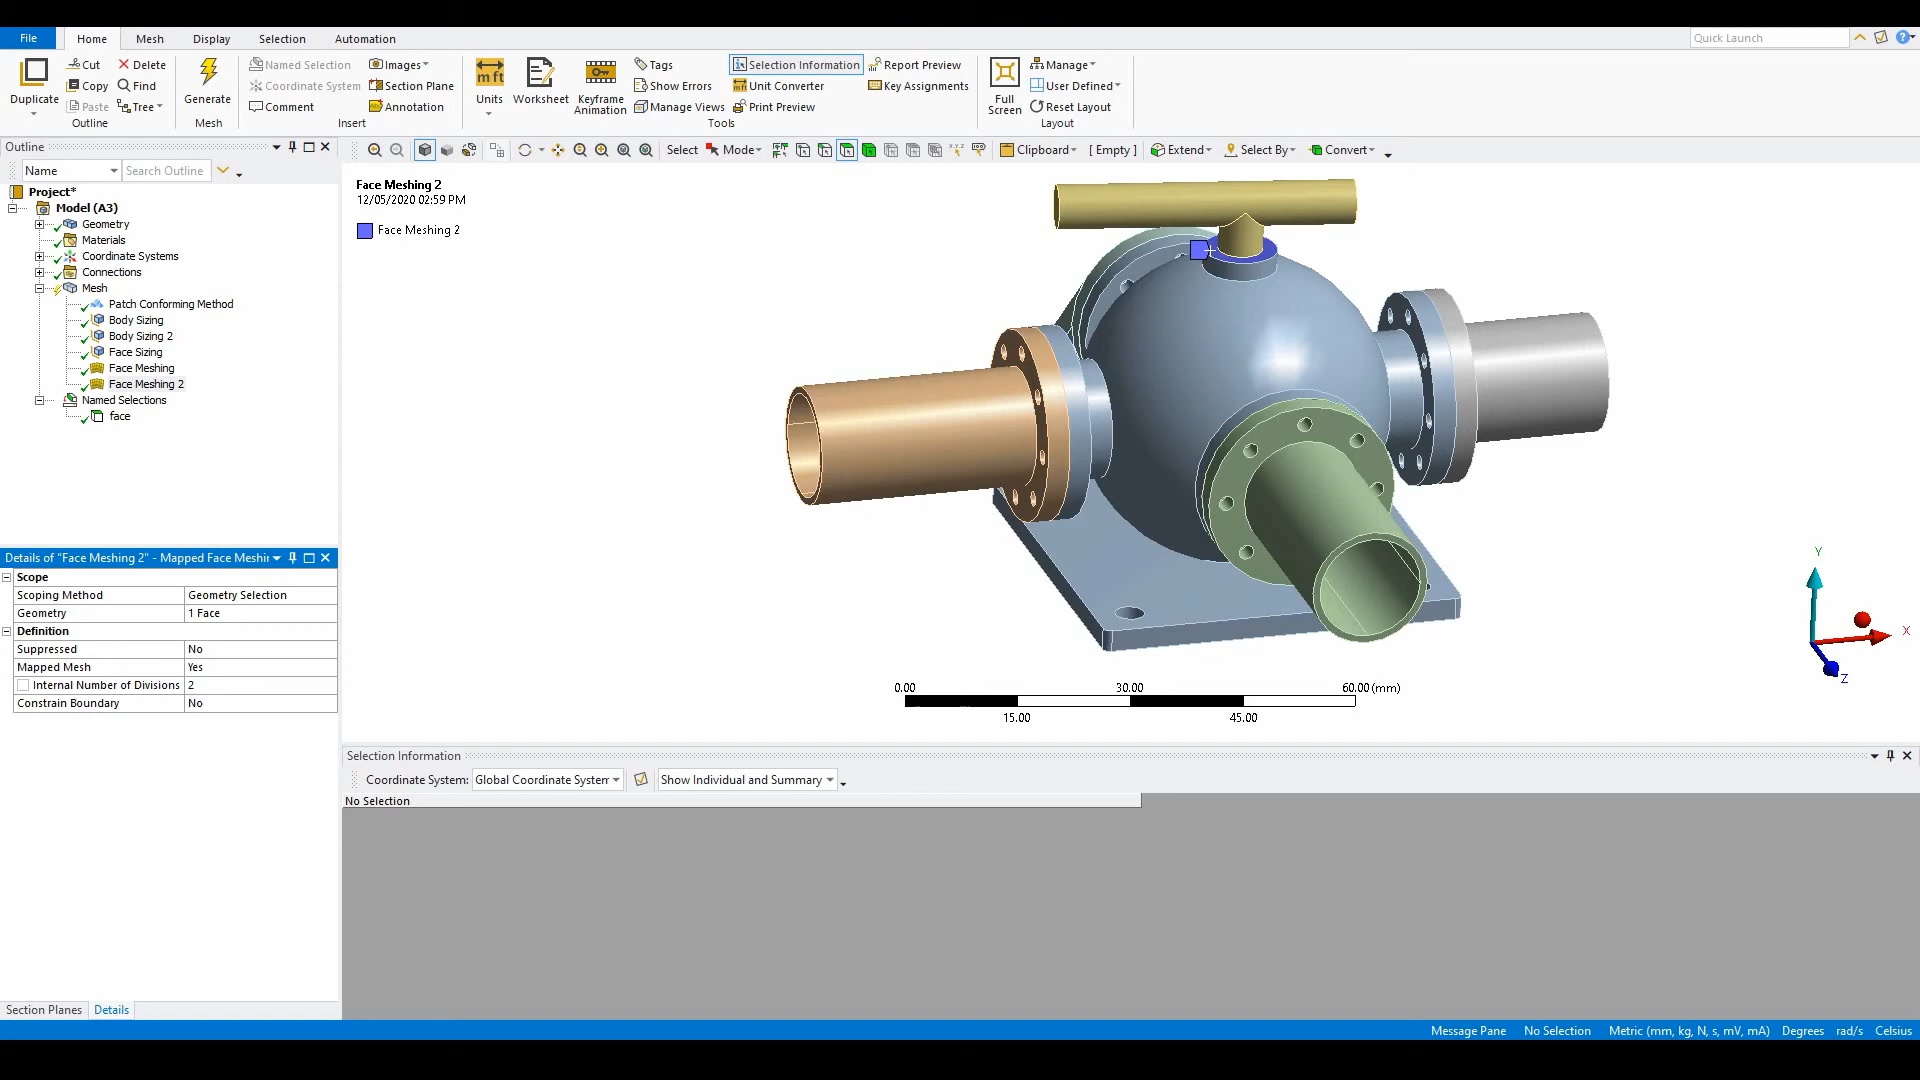 File Home Mesh Display Selection Automation Quick Launch
Cut Delete Named Selection Images Tags Selection Information Report Preview Manage
Duplicate Copy Find Generate Coordinate System Section Plane Units Worksheet Keyframe Animation Show Errors Unit Converter Key Assignments Full Screen User Defined
Paste Tree Comment Annotation Manage Views Print Preview Reset Layout
Outline Mesh Insert Tools Layout
Outline Select Mode Clipboard [ Empty ] Extend Select By Convert
Name Search Outline
Project*
Model (A3)
Geometry
Materials
Coordinate Systems
Connections
Mesh
Patch Conforming Method
Body Sizing
Body Sizing 2
Face Sizing
Face Meshing
Face Meshing 2
Named Selections
face
Face Meshing 2
12/05/2020 02:59 PM
Face Meshing 2
Y
X
Z
0.00 30.00 60.00 (mm)
15.00 45.00
Details of "Face Meshing 2" - Mapped Face Meshi
Scope
Scoping Method Geometry Selection
Geometry 1 Face
Definition
Suppressed No
Mapped Mesh Yes
Internal Number of Divisions 2
Constrain Boundary No
Selection Information
Coordinate System: Global Coordinate System Show Individual and Summary
No Selection
Section Planes Details
Message Pane No Selection Metric (mm, kg, N, s, mV, mA) Degrees rad/s Celsius